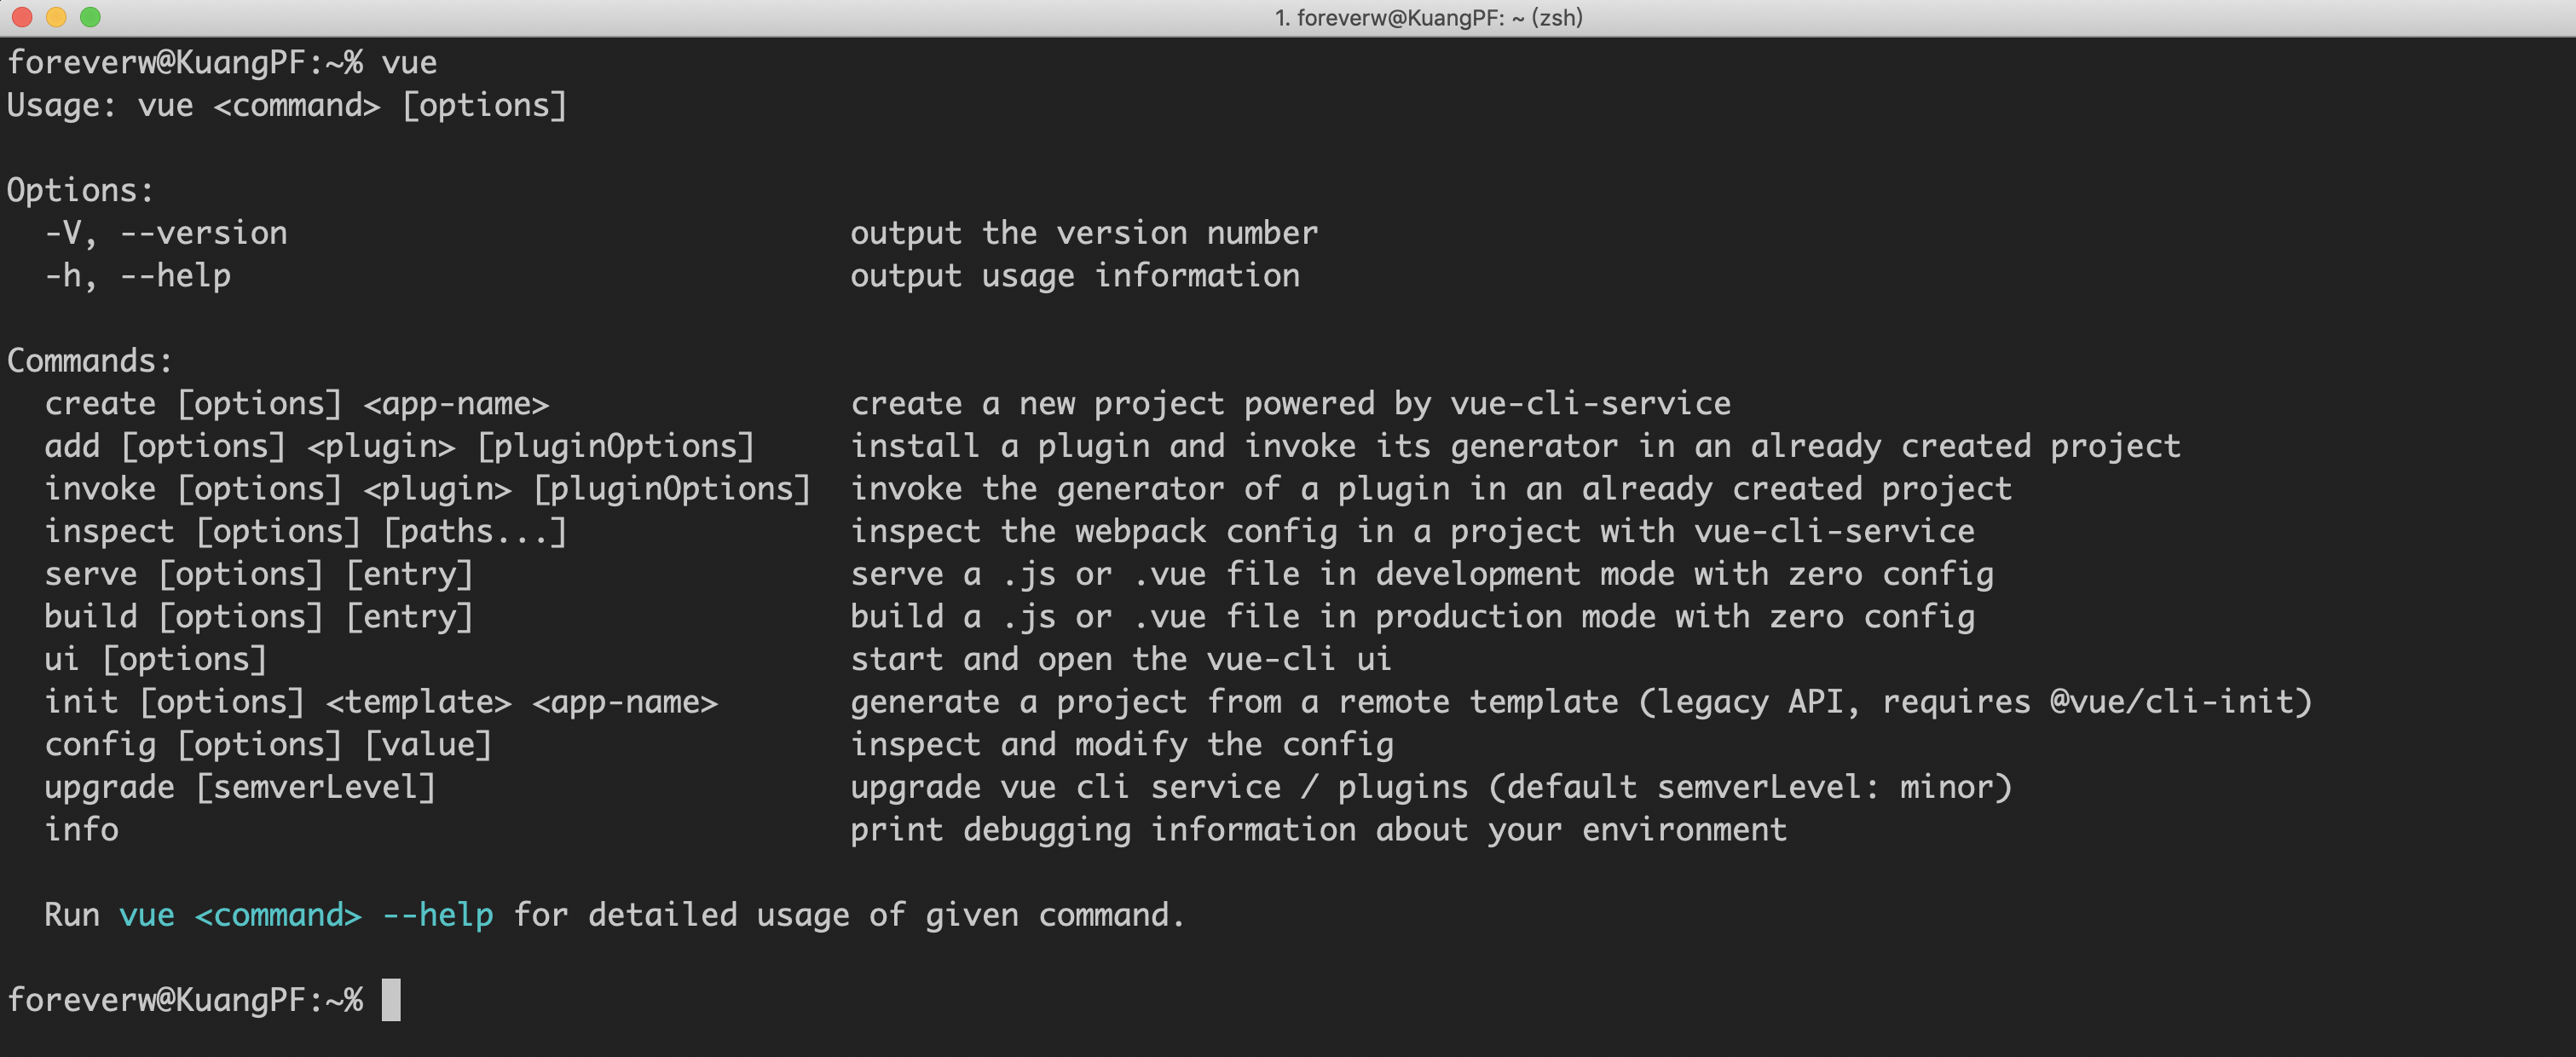 1. foreverw@KuangPF: ~ (zsh)
foreverw@KuangPF:~% vue
Usage: vue <command> [options]
Options:
-V, --version output the version number
-h, --help output usage information
Commands:
create [options] <app-name> create a new project powered by vue-cli-service
add [options] <plugin> [pluginOptions] install a plugin and invoke its generator in an already created project
invoke [options] <plugin> [pluginOptions] invoke the generator of a plugin in an already created project
inspect [options] [paths...] inspect the webpack config in a project with vue-cli-service
serve [options] [entry] serve a .js or .vue file in development mode with zero config
build [options] [entry] build a .js or .vue file in production mode with zero config
ui [options] start and open the vue-cli ui
init [options] <template> <app-name> generate a project from a remote template (legacy API, requires @vue/cli-init)
config [options] [value] inspect and modify the config
upgrade [semverLevel] upgrade vue cli service / plugins (default semverLevel: minor)
info print debugging information about your environment
Run vue <command> --help for detailed usage of given command.
foreverw@KuangPF:~%